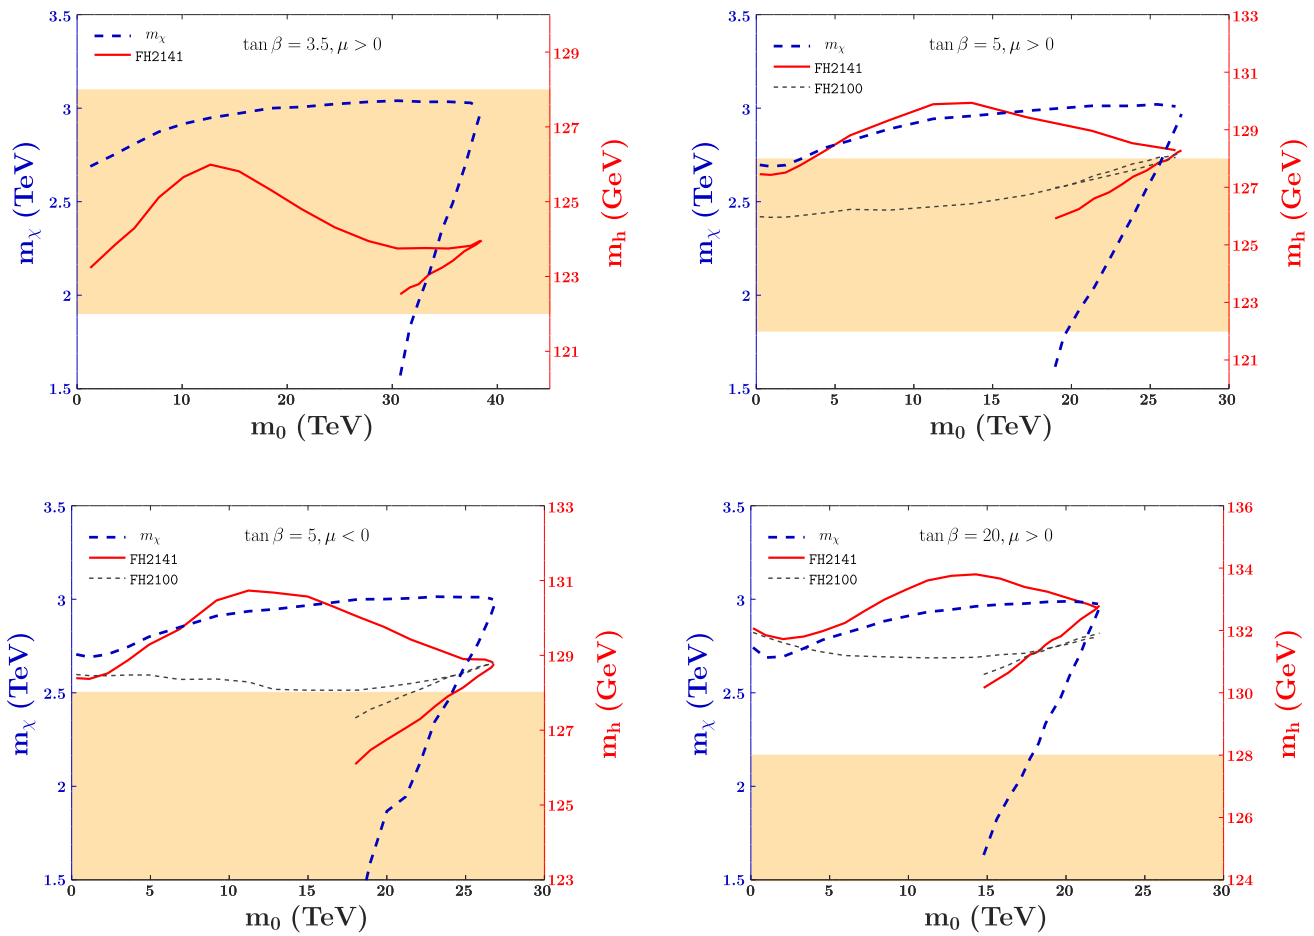 3.5
3
2.5
2
1.5
m_χ (TeV)
m_χ
FH2141
tan β = 3.5, μ > 0
129
127
125
123
121
m_h (GeV)
0 10 20 30 40
m_0 (TeV)
3.5
3
2.5
2
1.5
m_χ (TeV)
m_χ
FH2141
FH2100
tan β = 5, μ > 0
133
131
129
127
125
123
121
m_h (GeV)
0 5 10 15 20 25 30
m_0 (TeV)
3.5
3
2.5
2
1.5
m_χ (TeV)
m_χ
FH2141
FH2100
tan β = 5, μ < 0
133
131
129
127
125
123
m_h (GeV)
0 5 10 15 20 25 30
m_0 (TeV)
3.5
3
2.5
2
1.5
m_χ (TeV)
m_χ
FH2141
FH2100
tan β = 20, μ > 0
136
134
132
130
128
126
124
m_h (GeV)
0 5 10 15 20 25 30
m_0 (TeV)